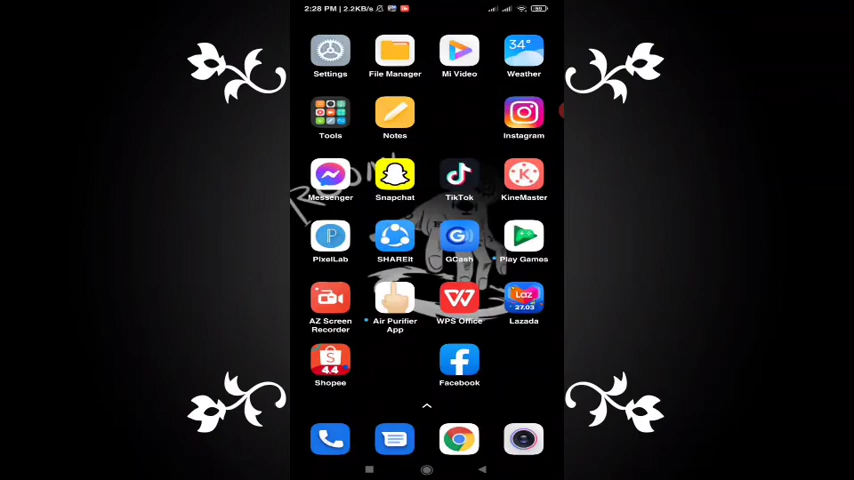 2:28 PM | 2.2KB/s
50
34°
Settings
File Manager
Mi Video
Weather
Tools
Notes
Instagram
ROOM
Messenger
Snapchat
TikTok
KineMaster
P
G
PixelLab
SHAREit
GCash
Play Games
Laz
27.03
AZ Screen
Recorder
Air Purifier
App
WPS Office
Lazada
4.4
Shopee
Facebook